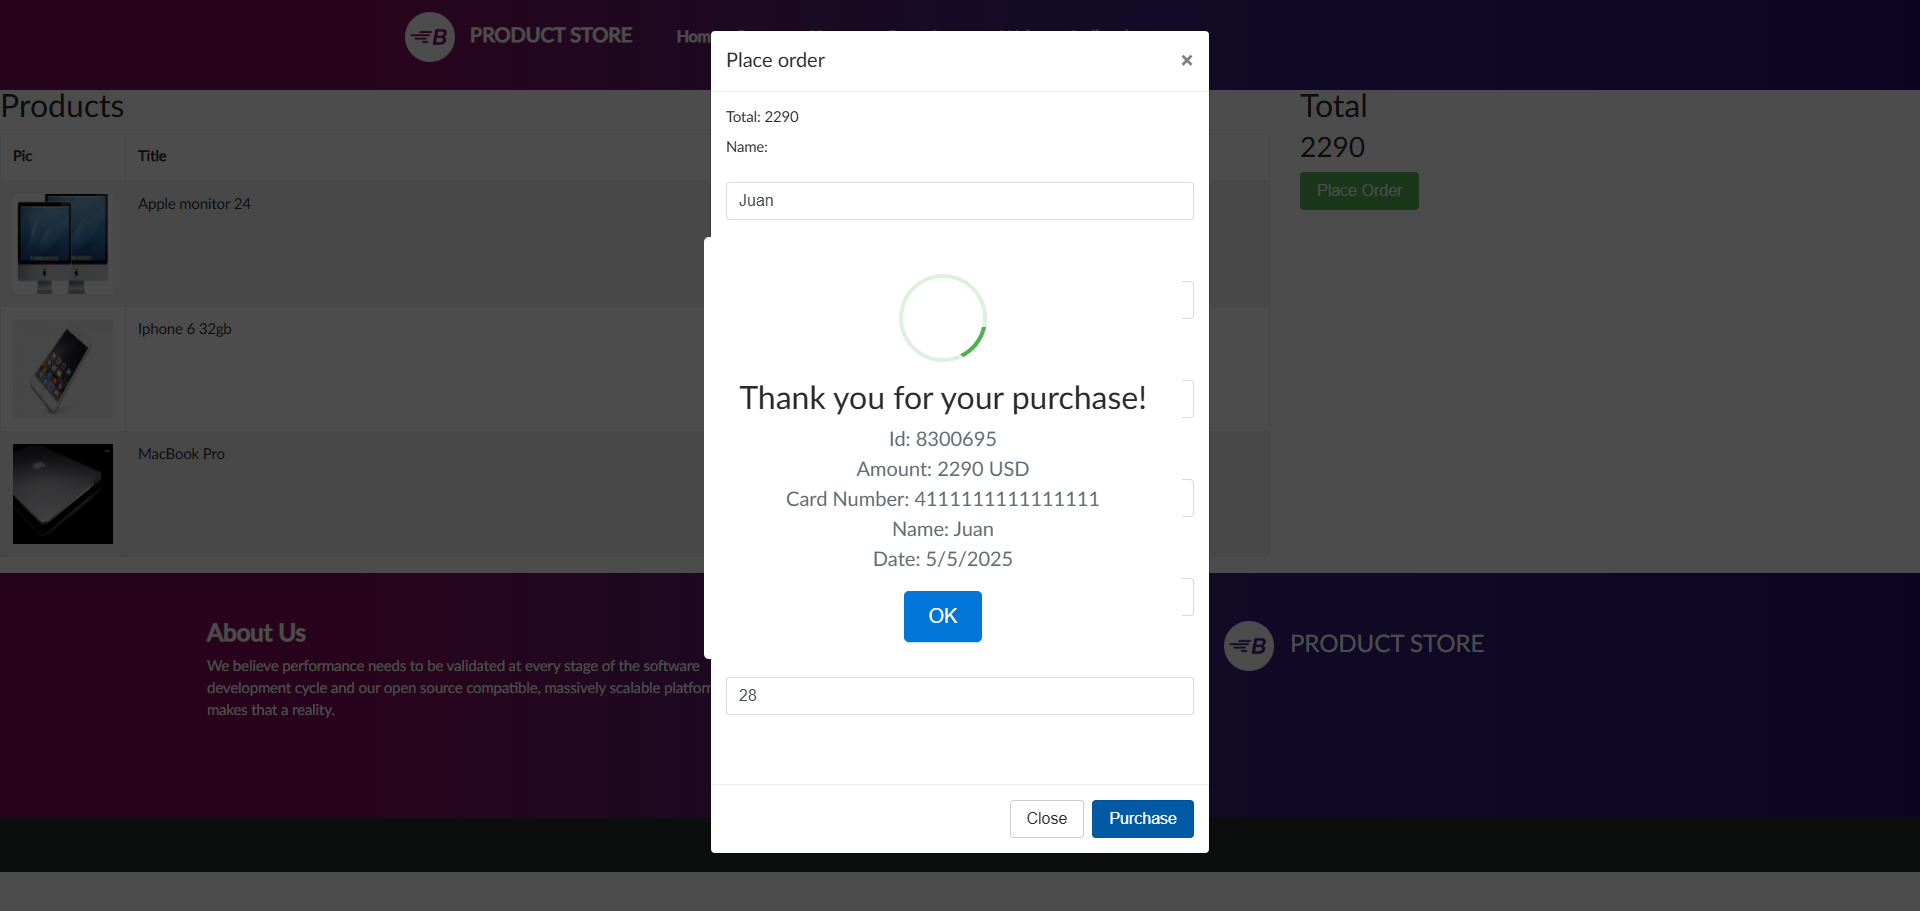 PRODUCT STORE
Place order
×
Products
Total
Total: 2290
2290
Name:
Pic
Title
Place Order
Apple monitor 24
Juan
Iphone 6 32gb
Thank you for your purchase!
Id: 8300695
Amount: 2290 USD
MacBook Pro
Card Number: 4111111111111111
Name: Juan
Date: 5/5/2025
OK
About Us
We believe performance needs to be validated at every stage of the software
development cycle and our open source compatible, massively scalable
makes that a reality.
PRODUCT STORE
28
Close
Purchase